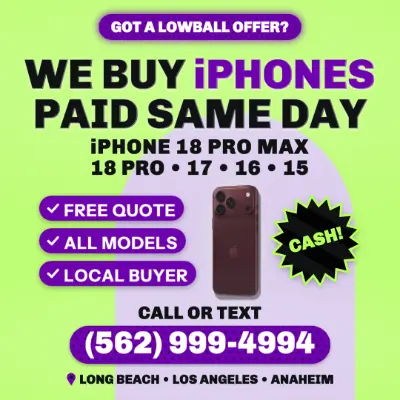 GOT A LOWBALL OFFER?
WE BUY iPHONES
PAID SAME DAY
iPHONE 18 PRO MAX
18 PRO • 17 • 16 • 15
FREE QUOTE
ALL MODELS
LOCAL BUYER
CASH!
CALL OR TEXT
(562) 999-4994
LONG BEACH • LOS ANGELES • ANAHEIM